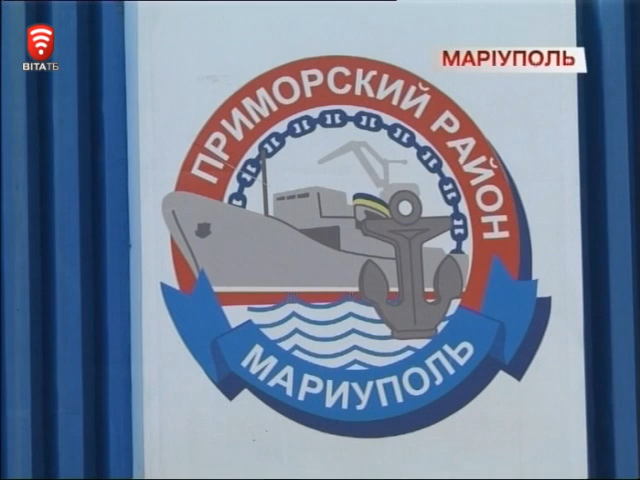 ВІТАТБ
МАРІУПОЛЬ
ПРИМОРСКИЙ РАЙОН
МАРИУПОЛЬ